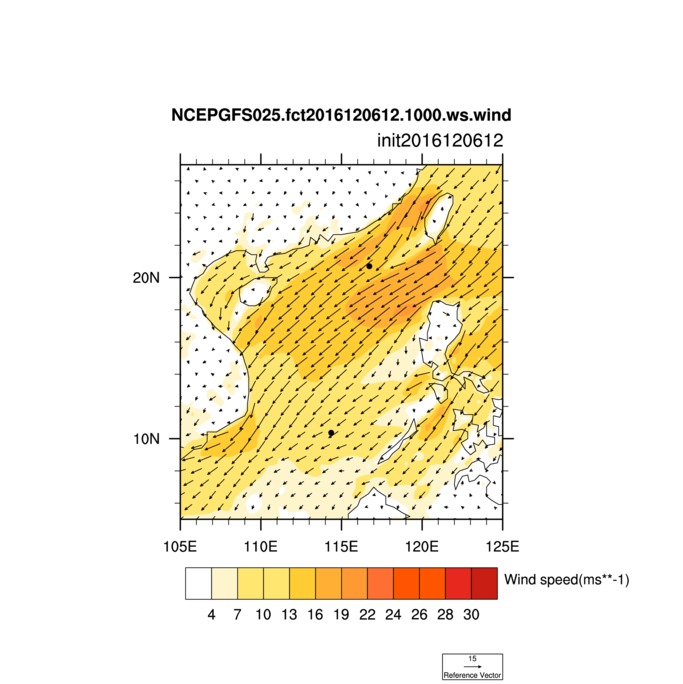 NCEPGFS025.fct2016120612.1000.ws.wind
init2016120612
20N
10N
105E 110E 115E 120E 125E
Wind speed(ms**-1)
4 7 10 13 16 19 22 24 26 28 30
15
Reference Vector